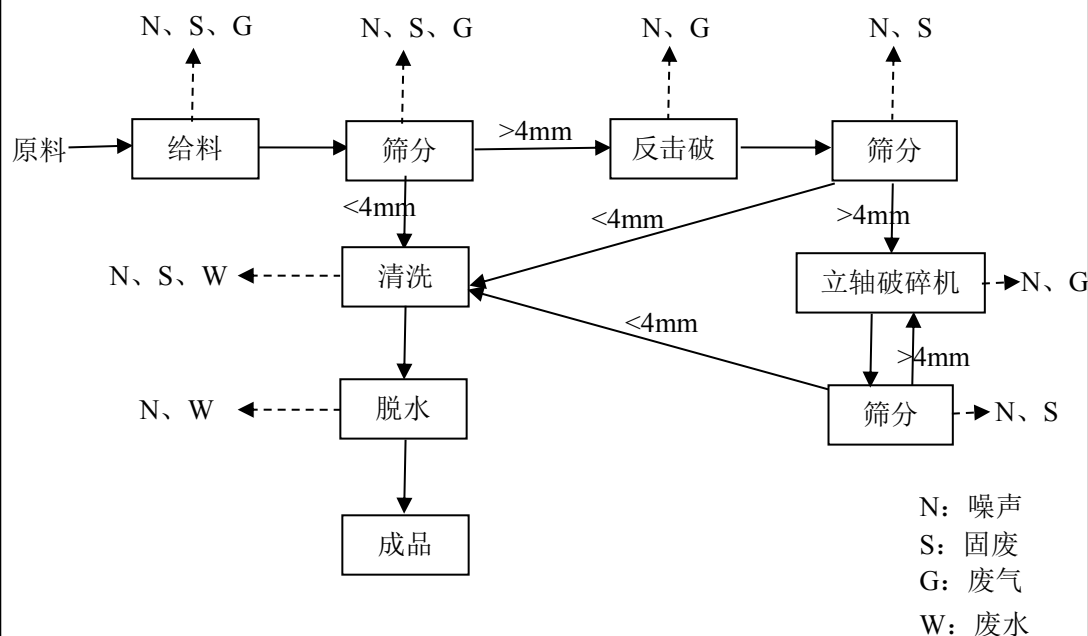 N、S、G
N、S、G
N、G
N、S
原料
给料
筛分
>4mm
反击破
筛分
<4mm
<4mm
>4mm
N、S、W
清洗
立轴破碎机
N、G
<4mm
>4mm
N、W
脱水
筛分
N、S
成品
N：噪声
S：固废
G：废气
W：废水